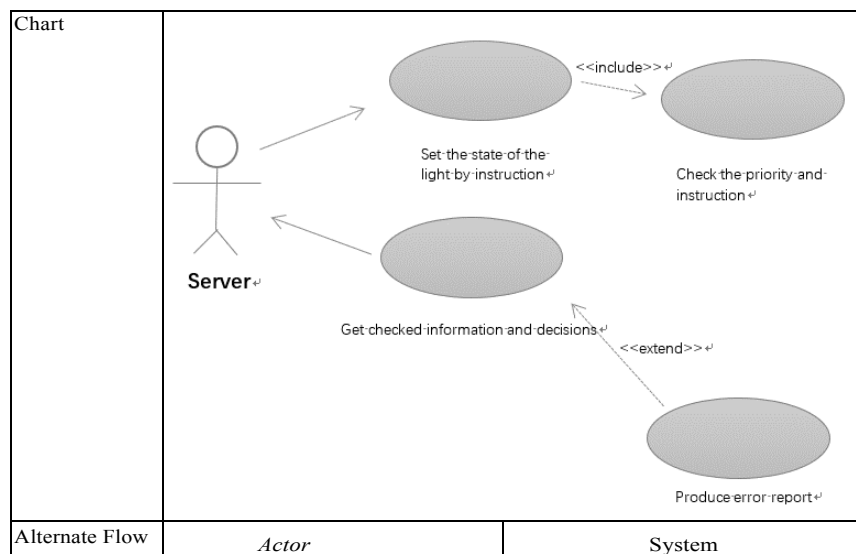 Chart
<<include>>
Set the state of the
light by instruction
Check the priority and
instruction
Server
Get checked information and decisions
<<extend>>
Produce error report
Alternate Flow
Actor
System